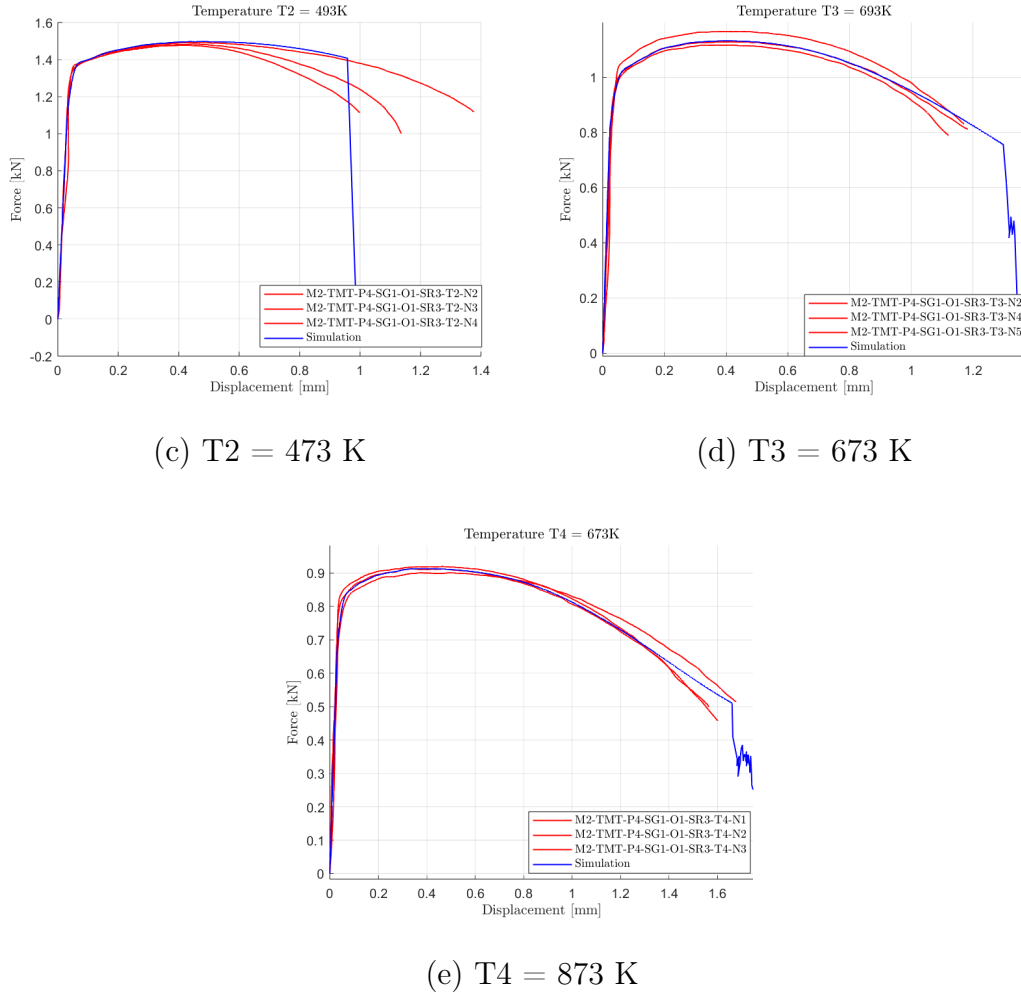 Temperature T2 = 493K
1.6
1.4
1.2
1
0.8
0.6
0.4
0.2
0
-0.2
Force [kN]
M2-TMT-P4-SG1-O1-SR3-T2-N2
M2-TMT-P4-SG1-O1-SR3-T2-N3
M2-TMT-P4-SG1-O1-SR3-T2-N4
Simulation
0 0.2 0.4 0.6 0.8 1 1.2 1.4
Displacement [mm]
(c) T2 = 473 K
Temperature T3 = 693K
1
0.8
0.6
0.4
0.2
0
Force [kN]
M2-TMT-P4-SG1-O1-SR3-T3-N2
M2-TMT-P4-SG1-O1-SR3-T3-N4
M2-TMT-P4-SG1-O1-SR3-T3-N5
Simulation
0 0.2 0.4 0.6 0.8 1 1.2
Displacement [mm]
(d) T3 = 673 K
Temperature T4 = 673K
0.9
0.8
0.7
0.6
0.5
0.4
0.3
0.2
0.1
0
Force [kN]
M2-TMT-P4-SG1-O1-SR3-T4-N1
M2-TMT-P4-SG1-O1-SR3-T4-N2
M2-TMT-P4-SG1-O1-SR3-T4-N3
Simulation
0 0.2 0.4 0.6 0.8 1 1.2 1.4 1.6
Displacement [mm]
(e) T4 = 873 K